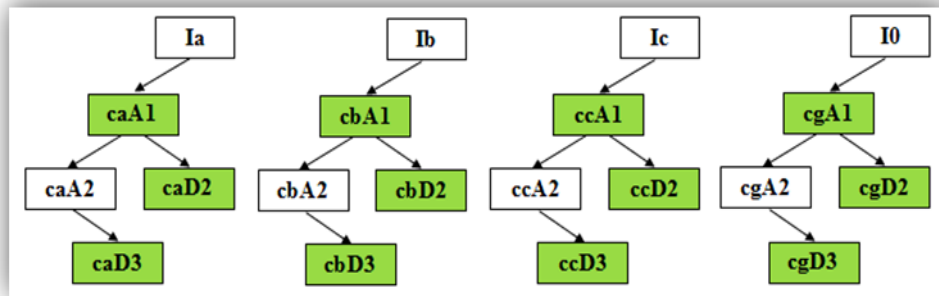 Ia Ib Ic I0
caA1 cbA1 ccA1 cgA1
caA2 caD2 cbA2 cbD2 ccA2 ccD2 cgA2 cgD2
caD3 cbD3 ccD3 cgD3